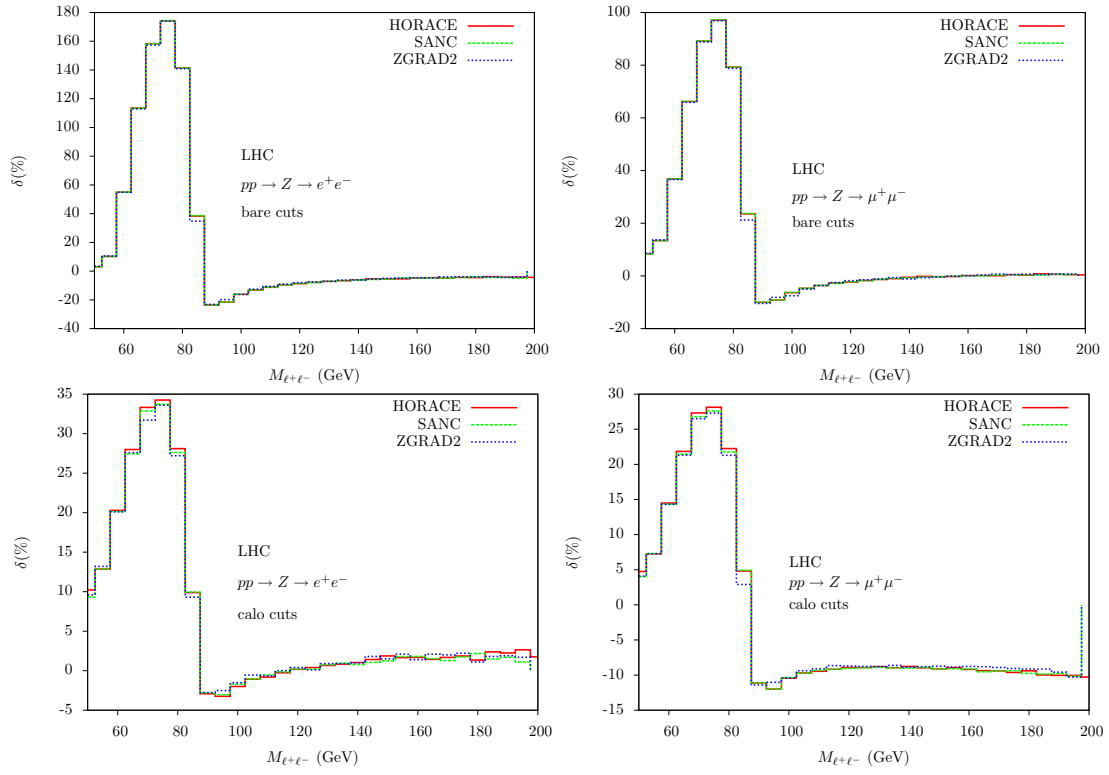 180
160
140
120
100
80
60
40
20
0
-20
-40
δ(%)
HORACE
SANC
ZGRAD2
LHC
pp → Z → e⁺e⁻
bare cuts
60 80 100 120 140 160 180 200
M_{ℓ+ℓ−} (GeV)
100
80
60
40
20
0
-20
δ(%)
HORACE
SANC
ZGRAD2
LHC
pp → Z → μ⁺μ⁻
bare cuts
60 80 100 120 140 160 180 200
M_{ℓ+ℓ−} (GeV)
35
30
25
20
15
10
5
0
-5
δ(%)
HORACE
SANC
ZGRAD2
LHC
pp → Z → e⁺e⁻
calo cuts
60 80 100 120 140 160 180 200
M_{ℓ+ℓ−} (GeV)
30
25
20
15
10
5
0
-5
-10
-15
δ(%)
HORACE
SANC
ZGRAD2
LHC
pp → Z → μ⁺μ⁻
calo cuts
60 80 100 120 140 160 180 200
M_{ℓ+ℓ−} (GeV)